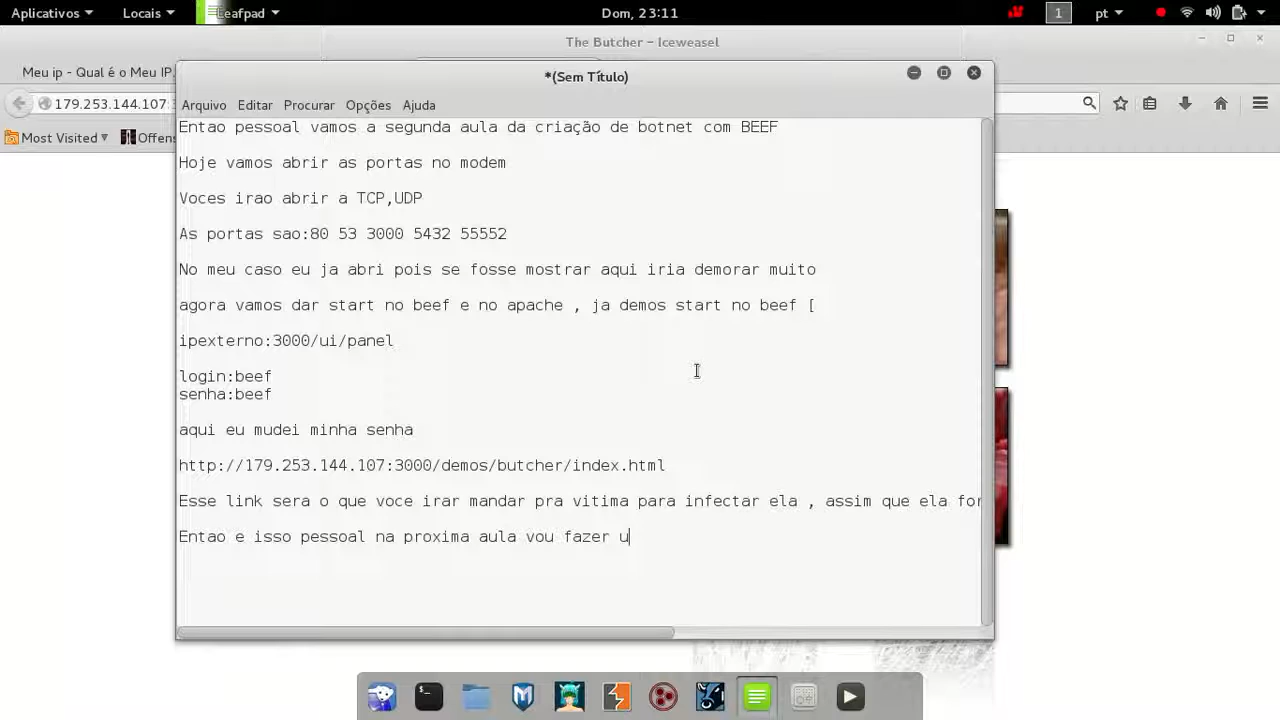 Aplicativos Locais Leafpad Dom, 23:11 1 pt
The Butcher – Iceweasel
Meu ip - Qual é o Meu IP.
*(Sem Título)
179.253.144.107:3
Arquivo Editar Procurar Opções Ajuda
Most Visited Offens
Entao pessoal vamos a segunda aula da criação de botnet com BEEF
Hoje vamos abrir as portas no modem
Voces irao abrir a TCP,UDP
As portas sao:80 53 3000 5432 55552
No meu caso eu ja abri pois se fosse mostrar aqui iria demorar muito
agora vamos dar start no beef e no apache , ja demos start no beef [
ipexterno:3000/ui/panel
login:beef
senha:beef
aqui eu mudei minha senha
http://179.253.144.107:3000/demos/butcher/index.html
Esse link sera o que voce irar mandar pra vitima para infectar ela , assim que ela for
Entao e isso pessoal na proxima aula vou fazer u